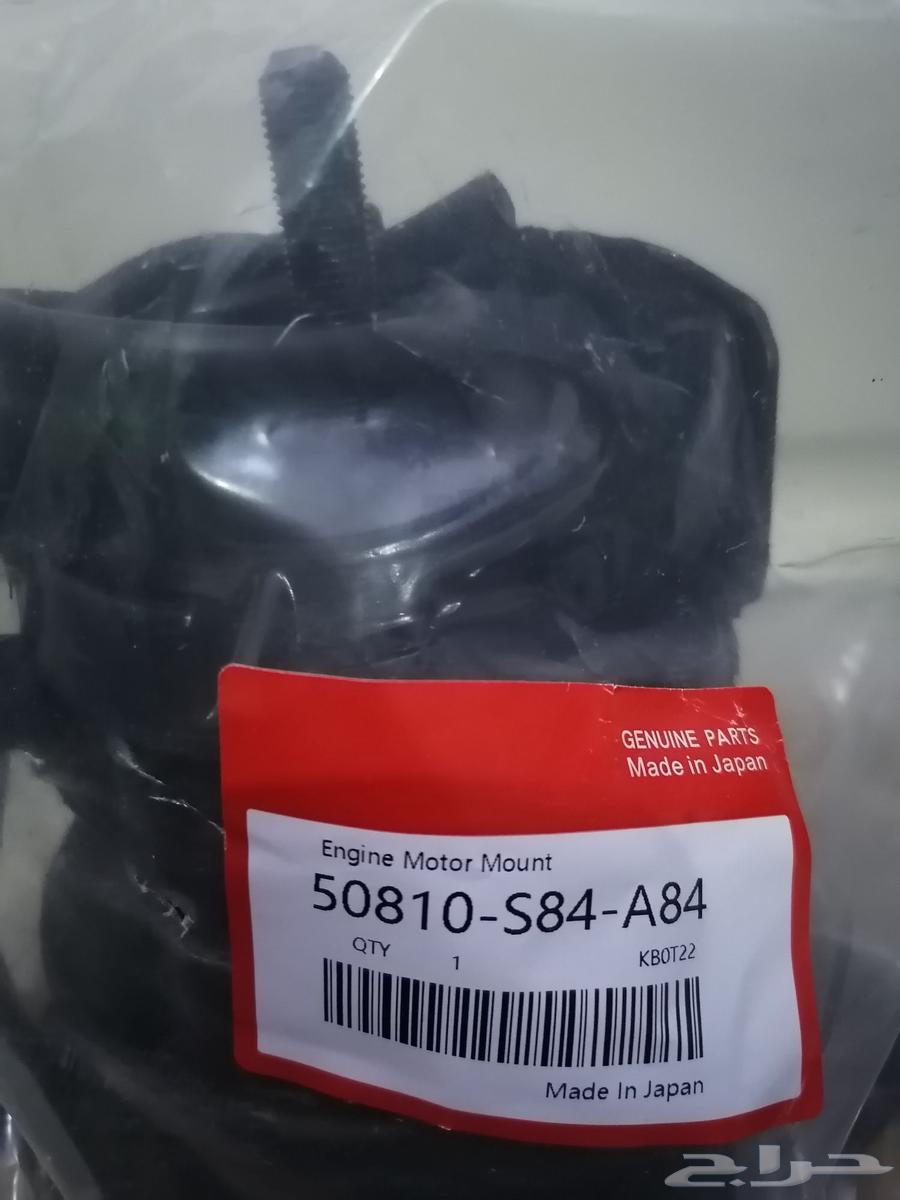 GENUINE PARTS
Made in Japan
Engine Motor Mount
50810-S84-A84
QTY 1 KB0T22
Made In Japan
حراج